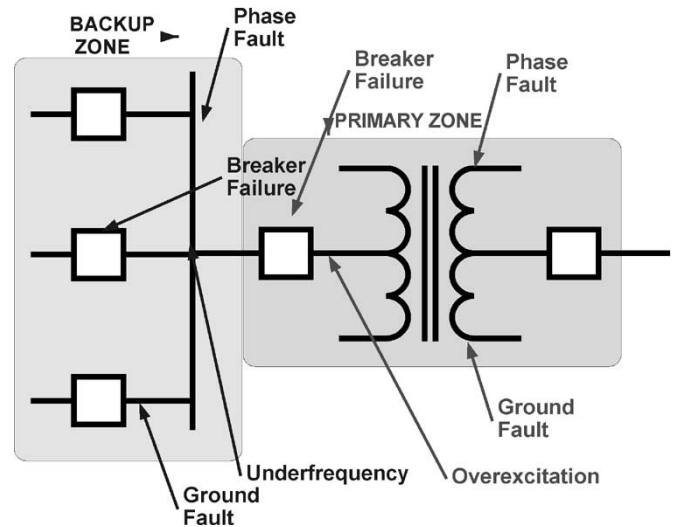 BACKUP
ZONE
Phase
Fault
Breaker
Failure
Phase
Fault
PRIMARY ZONE
Breaker
Failure
Ground
Fault
Underfrequency
Overexcitation
Ground
Fault